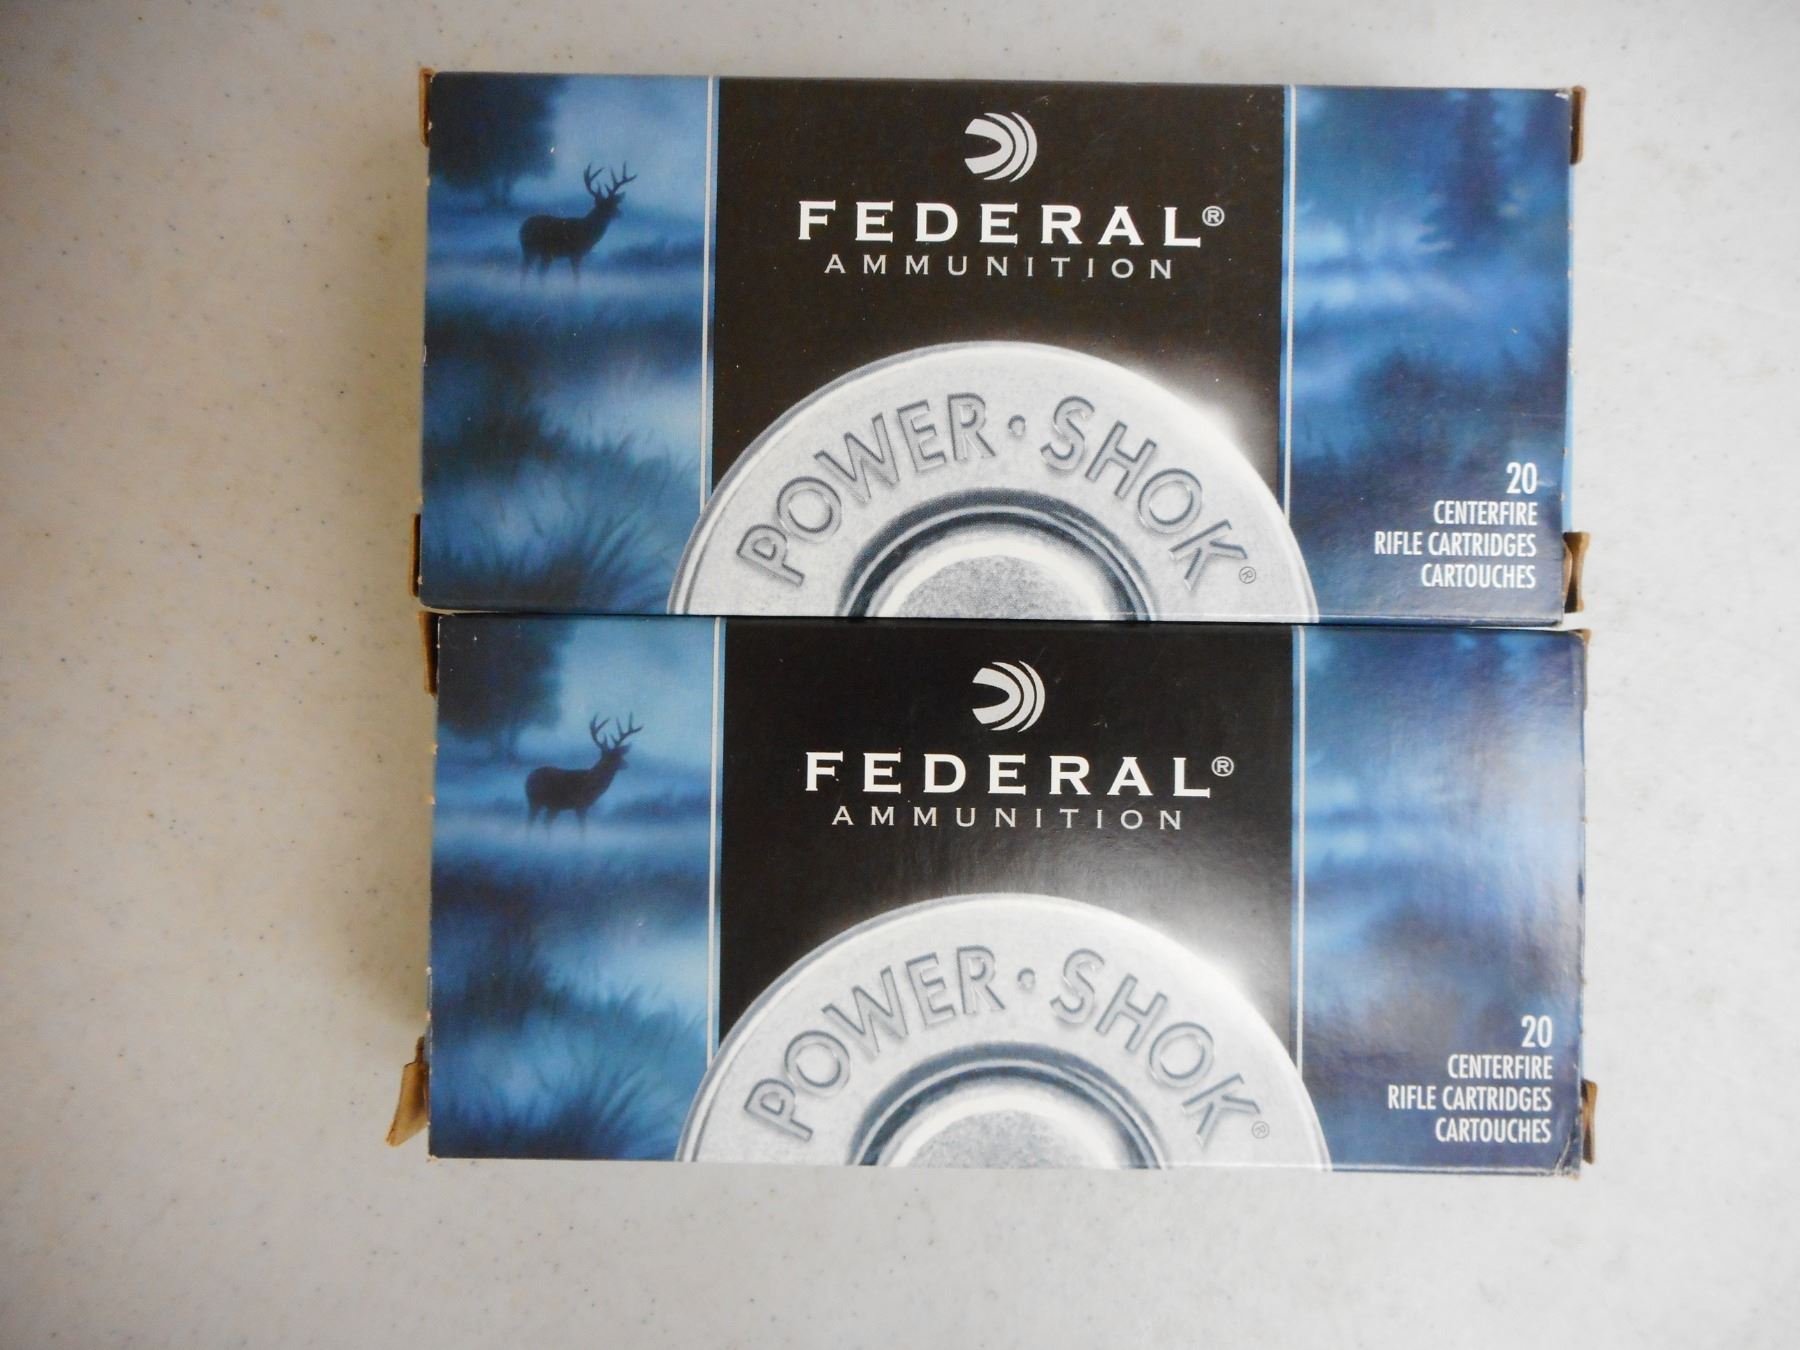 FEDERAL®
AMMUNITION
POWER·SHOK®
20
CENTERFIRE
RIFLE CARTRIDGES
CARTOUCHES
FEDERAL®
AMMUNITION
POWER·SHOK®
20
CENTERFIRE
RIFLE CARTRIDGES
CARTOUCHES